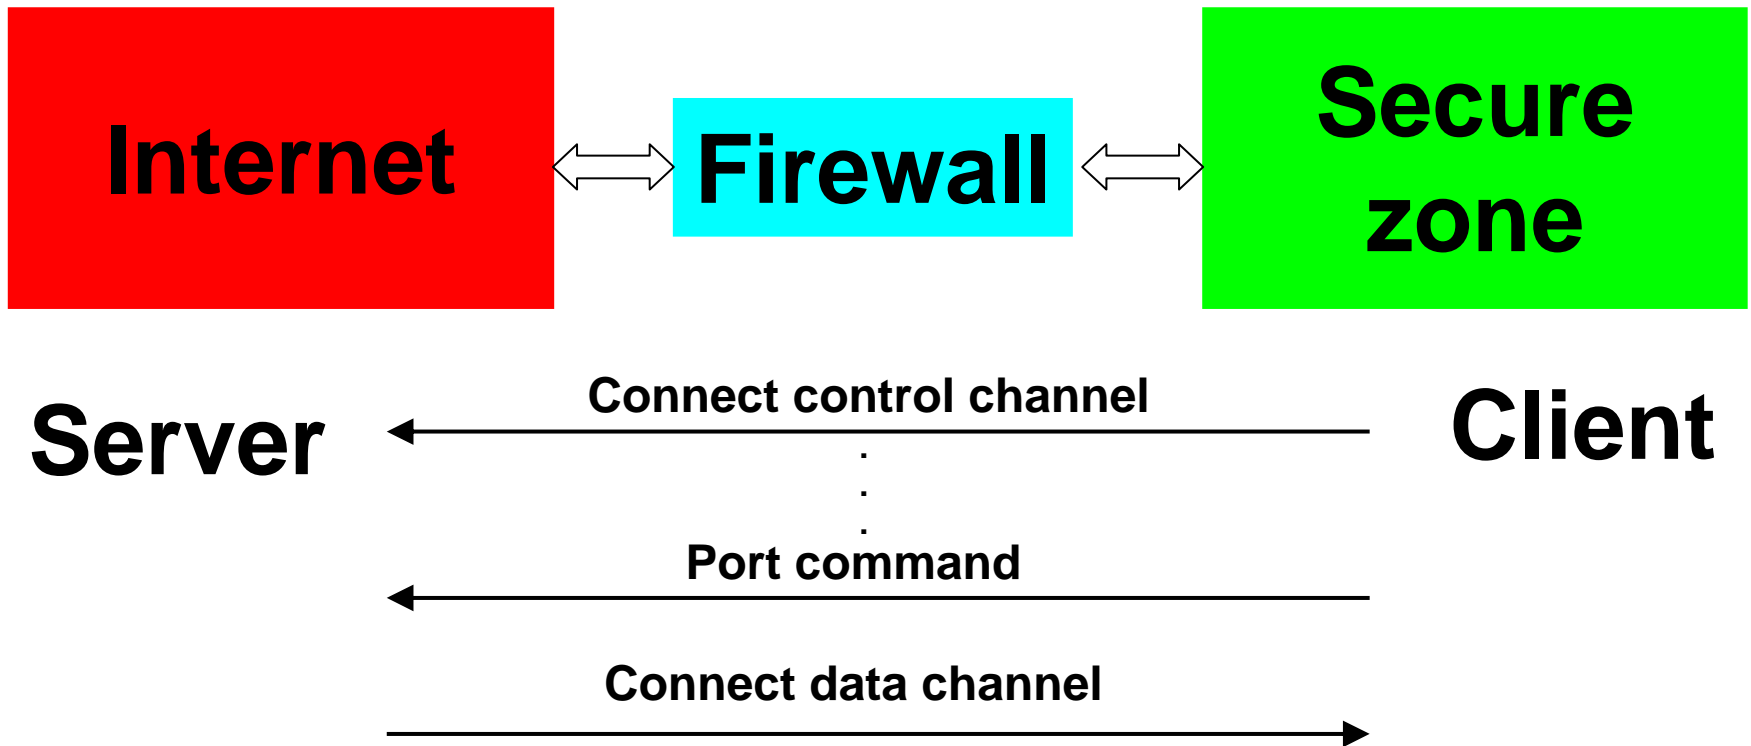 Internet
Firewall
Secure
zone
Server
Connect control channel
Client
.
.
.
Port command
Connect data channel